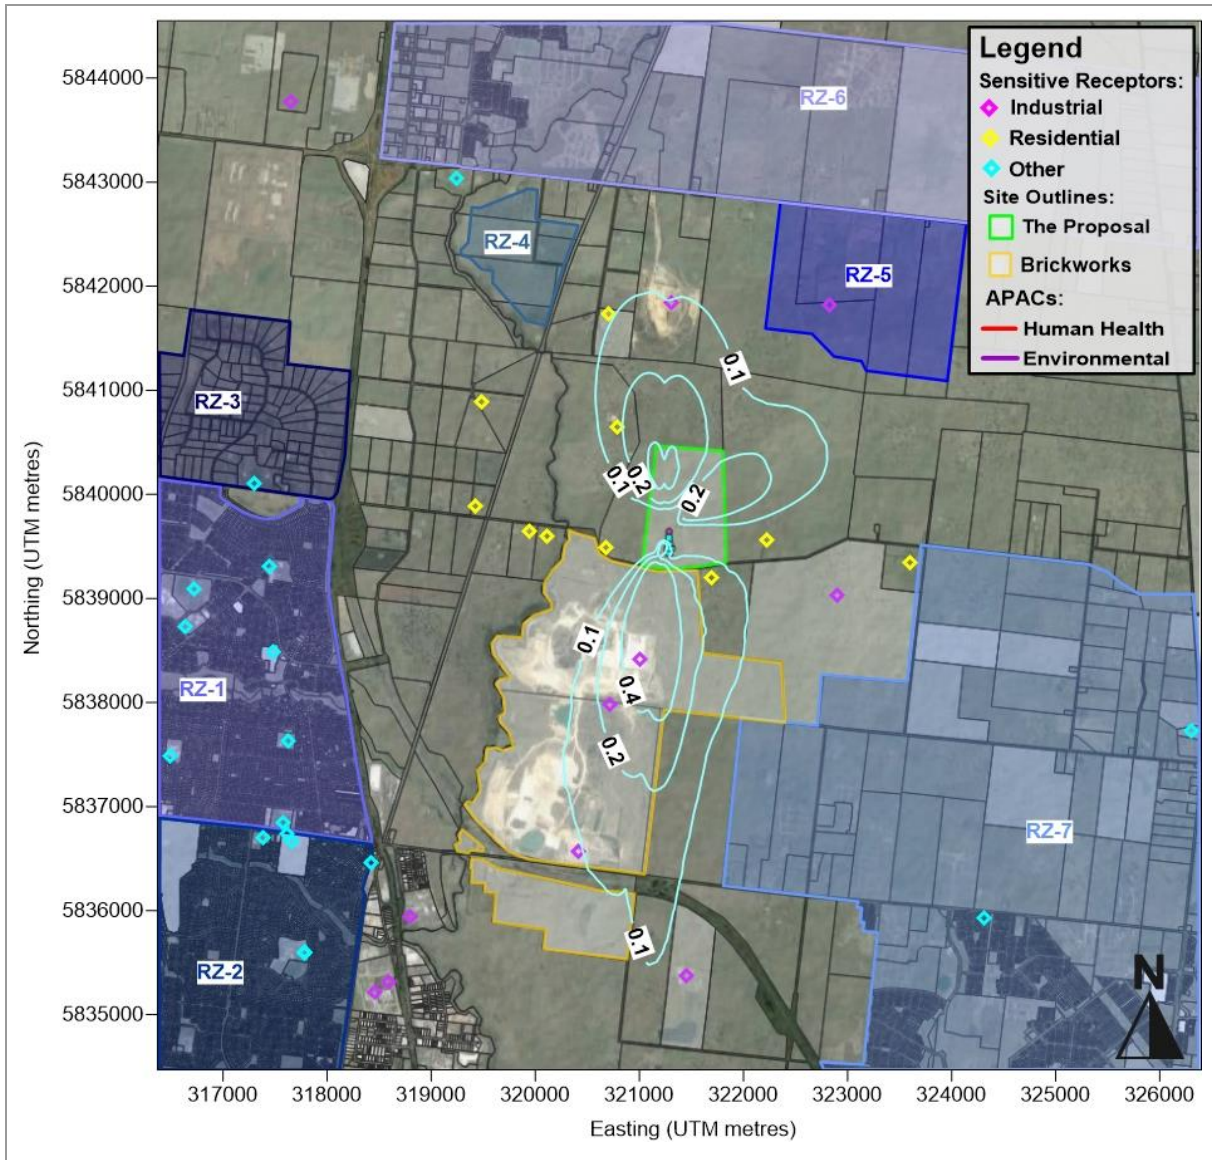 Legend
Sensitive Receptors:
Industrial
Residential
Other
Site Outlines:
The Proposal
Brickworks
APACs:
Human Health
Environmental
5844000
5843000
5842000
5841000
5840000
5839000
5838000
5837000
5836000
5835000
Northing (UTM metres)
RZ-6
RZ-4
RZ-5
RZ-3
RZ-1
RZ-7
RZ-2
0.1
0.1
0.2
0.2
0.1
0.4
0.2
0.1
N
317000 318000 319000 320000 321000 322000 323000 324000 325000 326000
Easting (UTM metres)